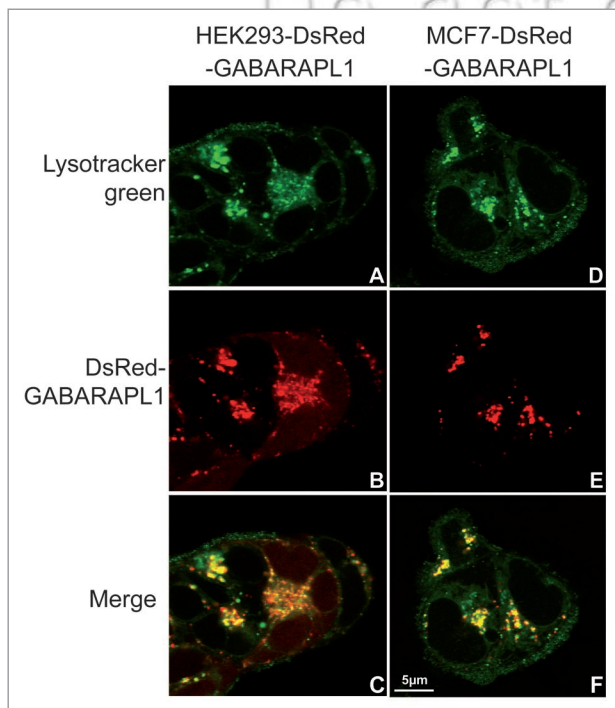 HEK293-DsRed
-GABARAPL1
MCF7-DsRed
-GABARAPL1
Lysotracker
green
A
D
DsRed-
GABARAPL1
B
E
Merge
C
5µm
F